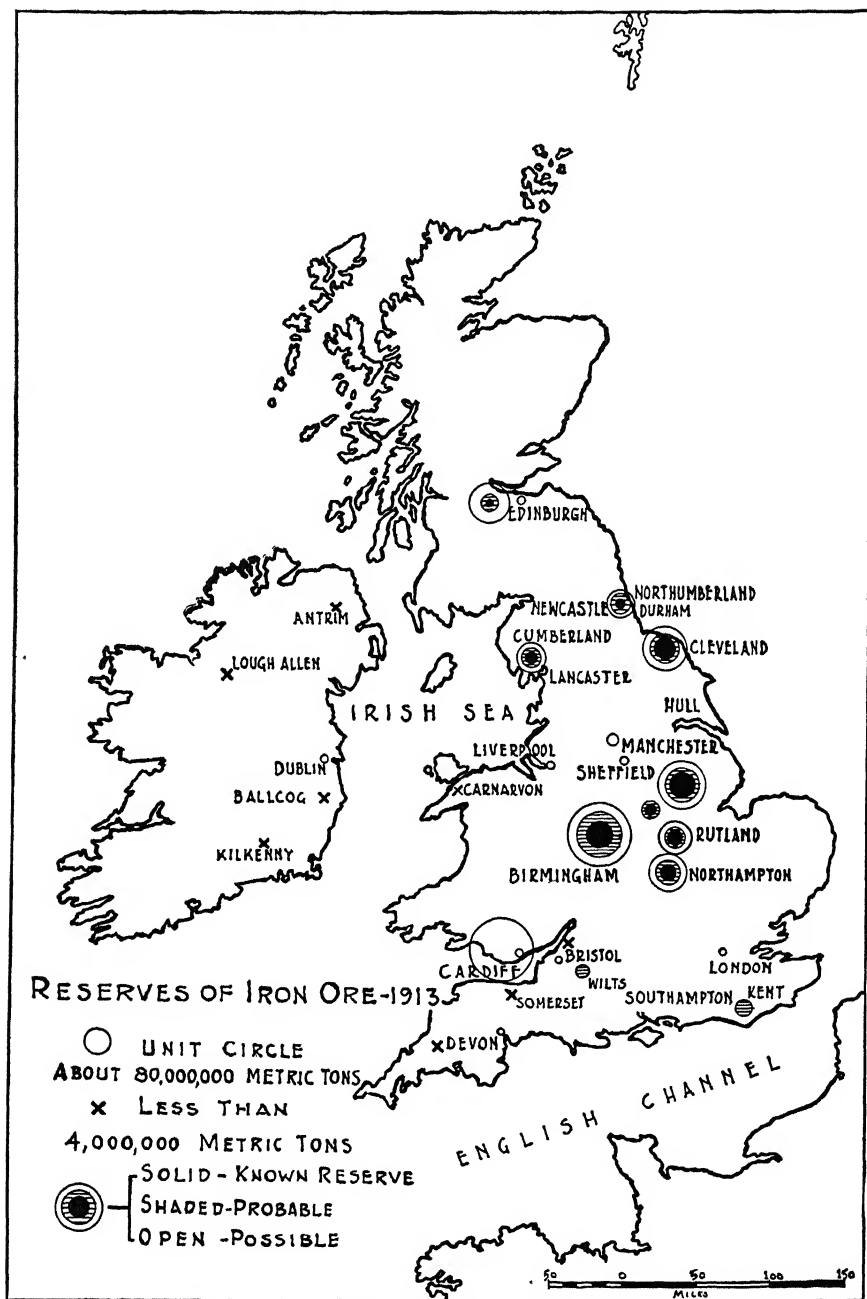 EDINBURGH
NORTHUMBERLAND
NEWCASTLE
DURHAM
ANTRIM
CUMBERLAND
CLEVELAND
LOUGH ALLEN
LANCASTER
IRISH SEA
HULL
MANCHESTER
LIVERPOOL
SHEFFIELD
DUBLIN
CARNARVON
BALLCOG
RUTLAND
KILKENNY
BIRMINGHAM
NORTHAMPTON
BRISTOL
CARDIFF
LONDON
WILTS
SOUTHAMPTON
KENT
SOMERSET
DEVON
ENGLISH CHANNEL
RESERVES OF IRON ORE-1913
UNIT CIRCLE
ABOUT 80,000,000 METRIC TONS
× LESS THAN
4,000,000 METRIC TONS
SOLID - KNOWN RESERVE
SHADED-PROBABLE
OPEN -POSSIBLE
50 0 50 100 150
MILES